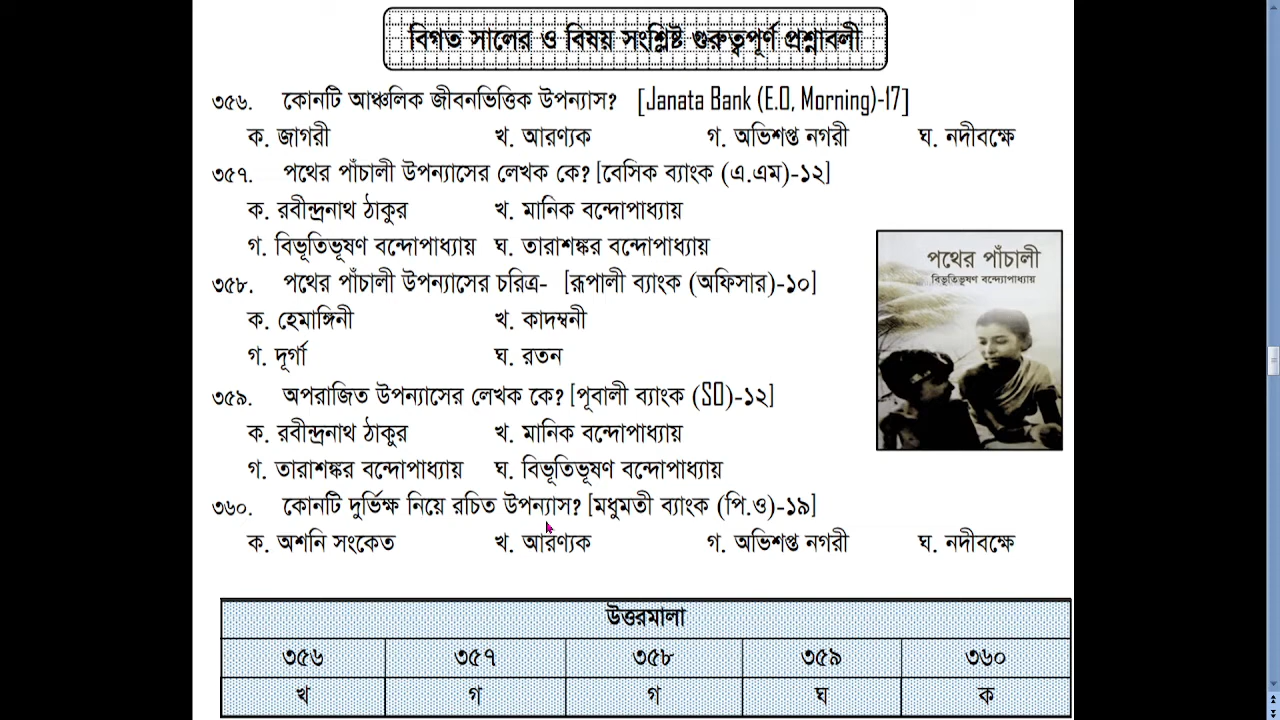 বিগত সালের ও বিষয় সংশ্লিষ্ট গুরুত্বপূর্ণ প্রশ্নাবলী
৩৫৬. কোনটি আঞ্চলিক জীবনভিত্তিক উপন্যাস? [Janata Bank (E.O, Morning)-17]
ক. জাগরী খ. আরণ্যক গ. অভিশপ্ত নগরী ঘ. নদীবক্ষে
৩৫৭. পথের পাঁচালী উপন্যাসের লেখক কে? [বেসিক ব্যাংক (এ.এম)-১২]
ক. রবীন্দ্রনাথ ঠাকুর খ. মানিক বন্দোপাধ্যায়
গ. বিভূতিভূষণ বন্দোপাধ্যায় ঘ. তারাশঙ্কর বন্দোপাধ্যায়
৩৫৮. পথের পাঁচালী উপন্যাসের চরিত্র- [রূপালী ব্যাংক (অফিসার)-১০]
ক. হেমাঙ্গিনী খ. কাদম্বনী
গ. দূর্গা ঘ. রতন
৩৫৯. অপরাজিত উপন্যাসের লেখক কে? [পূবালী ব্যাংক (SO)-১২]
ক. রবীন্দ্রনাথ ঠাকুর খ. মানিক বন্দোপাধ্যায়
গ. তারাশঙ্কর বন্দোপাধ্যায় ঘ. বিভূতিভূষণ বন্দোপাধ্যায়
৩৬০. কোনটি দুর্ভিক্ষ নিয়ে রচিত উপন্যাস? [মধুমতী ব্যাংক (পি.ও)-১৯]
ক. অশনি সংকেত খ. আরণ্যক গ. অভিশপ্ত নগরী ঘ. নদীবক্ষে
পথের পাঁচালী
বিভূতিভূষণ বন্দ্যোপাধ্যায়
উত্তরমালা
৩৫৬ ৩৫৭ ৩৫৮ ৩৫৯ ৩৬০
খ গ গ ঘ ক